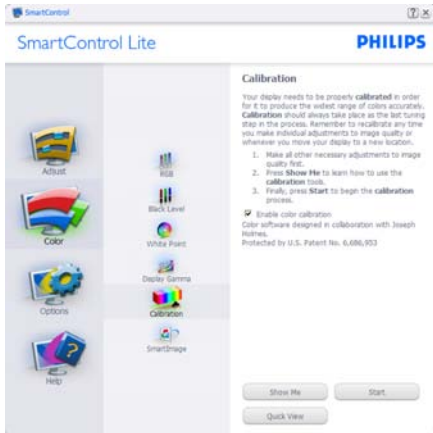 SmartControl
SmartControl Lite
PHILIPS
Adjust
Color
Options
Help
RGB
Black Level
White Point
Display Gamma
Calibration
SmartImage
Calibration
Your display needs to be properly calibrated in order
for it to produce the widest range of colors accurately.
Calibration should always take place as the last tuning
step in the process. Remember to recalibrate any time
you make individual adjustments to image quality or
whenever you move your display to a new location.
1. Make all other necessary adjustments to image
quality first.
2. Press Show Me to learn how to use the
calibration tools.
3. Finally, press Start to begin the calibration
process.
Enable color calibration
Color software designed in collaboration with Joseph
Holmes.
Protected by U.S. Patent No. 6,686,953
Show Me
Start
Quick View